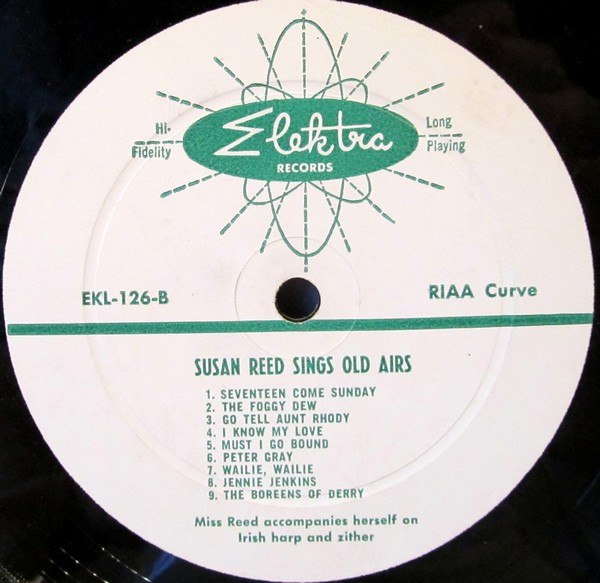 Hi-
Fidelity
Elektra
RECORDS
Long
Playing
EKL-126-B
RIAA Curve
SUSAN REED SINGS OLD AIRS
1. SEVENTEEN COME SUNDAY
2. THE FOGGY DEW
3. GO TELL AUNT RHODY
4. I KNOW MY LOVE
5. MUST I GO BOUND
6. PETER GRAY
7. WAILIE, WAILIE
8. JENNIE JENKINS
9. THE BOREENS OF DERRY
Miss Reed accompanies herself on
Irish harp and zither